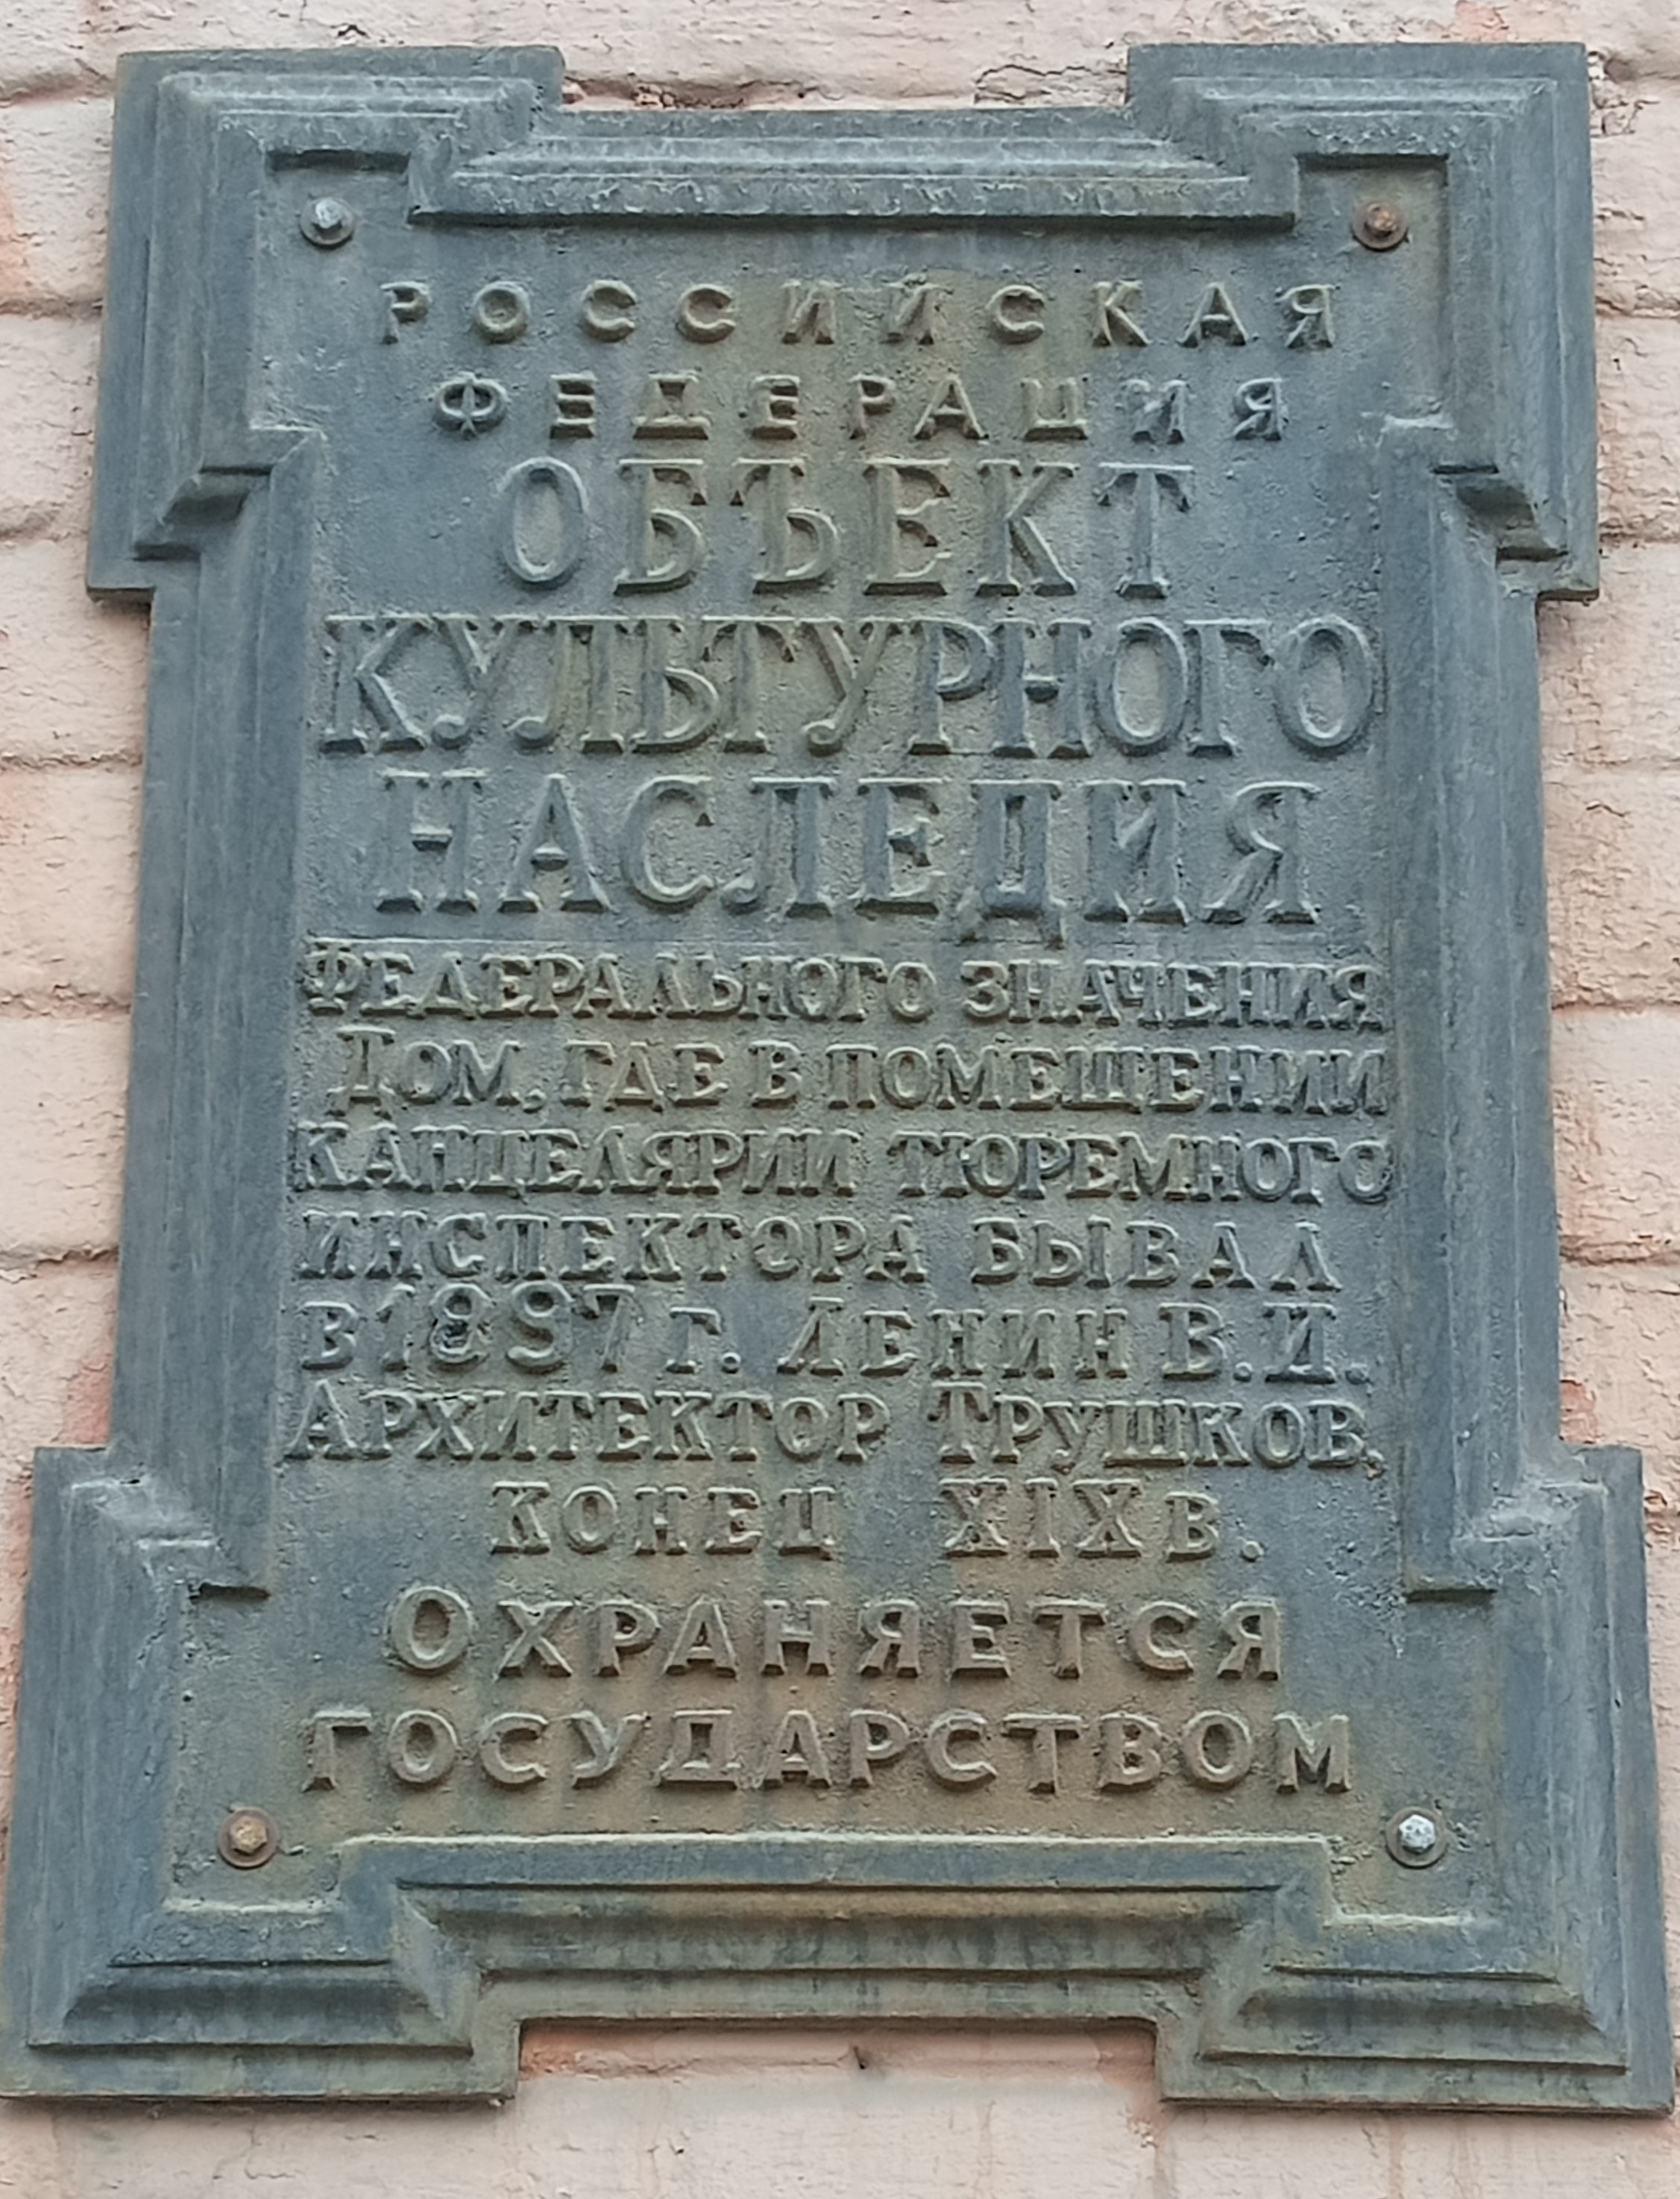 РОССИЙСКАЯ
ФЕДЕРАЦИЯ
ОБЪЕКТ
КУЛЬТУРНОГО
НАСЛЕДИЯ
ФЕДЕРАЛЬНОГО ЗНАЧЕНИЯ
ДОМ, ГДЕ В ПОМЕЩЕНИИ
КАНЦЕЛЯРИИ ТЮРЕМНОГО
ИНСПЕКТОРА БЫВАЛ
В 1897 Г. ЛЕНИН В.И.
АРХИТЕКТОР ТРУШКОВ,
КОНЕЦ XIX В.
ОХРАНЯЕТСЯ
ГОСУДАРСТВОМ